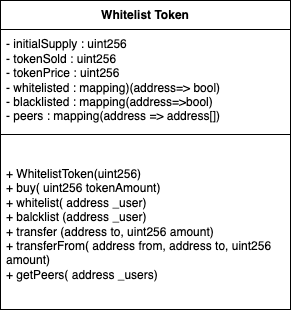 Whitelist Token
- initialSupply : uint256
- tokenSold : uint256
- tokenPrice : uint256
- whitelisted : mapping)(address=> bool)
- blacklisted : mapping(address=>bool)
- peers : mapping(address => address[])
+ WhitelistToken(uint256)
+ buy( uint256 tokenAmount)
+ whitelist( address _user)
+ balcklist (address _user)
+ transfer (address to, uint256 amount)
+ transferFrom( address from, address to, uint256
amount)
+ getPeers( address _users)